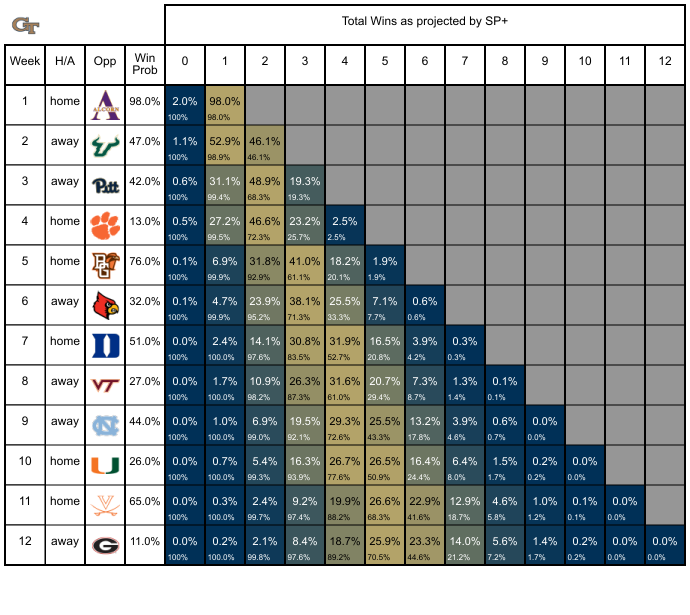 GT
Total Wins as projected by SP+
Week H/A Opp Win Prob 0 1 2 3 4 5 6 7 8 9 10 11 12
1 home A ALCORN 98.0% 2.0% 98.0%
100% 98.0%
2 away 47.0% 1.1% 52.9% 46.1%
100% 98.9% 46.1%
3 away Pitt 42.0% 0.6% 31.1% 48.9% 19.3%
100% 99.4% 68.3% 19.3%
4 home 13.0% 0.5% 27.2% 46.6% 23.2% 2.5%
100% 99.5% 72.3% 25.7% 2.5%
5 home BG 76.0% 0.1% 6.9% 31.8% 41.0% 18.2% 1.9%
100% 99.9% 92.9% 61.1% 20.1% 1.9%
6 away 32.0% 0.1% 4.7% 23.9% 38.1% 25.5% 7.1% 0.6%
100% 99.9% 95.2% 71.3% 33.3% 7.7% 0.6%
7 home D 51.0% 0.0% 2.4% 14.1% 30.8% 31.9% 16.5% 3.9% 0.3%
100% 100.0% 97.6% 83.5% 52.7% 20.8% 4.2% 0.3%
8 away VT 27.0% 0.0% 1.7% 10.9% 26.3% 31.6% 20.7% 7.3% 1.3% 0.1%
100% 100.0% 98.2% 87.3% 61.0% 29.4% 8.7% 1.4% 0.1%
9 away NC 44.0% 0.0% 1.0% 6.9% 19.5% 29.3% 25.5% 13.2% 3.9% 0.6% 0.0%
100% 100.0% 99.0% 92.1% 72.6% 43.3% 17.8% 4.6% 0.7% 0.0%
10 home U 26.0% 0.0% 0.7% 5.4% 16.3% 26.7% 26.5% 16.4% 6.4% 1.5% 0.2% 0.0%
100% 100.0% 99.3% 93.9% 77.6% 50.9% 24.4% 8.0% 1.7% 0.2% 0.0%
11 home V 65.0% 0.0% 0.3% 2.4% 9.2% 19.9% 26.6% 22.9% 12.9% 4.6% 1.0% 0.1% 0.0%
100% 100.0% 99.7% 97.4% 88.2% 68.3% 41.6% 18.7% 5.8% 1.2% 0.1% 0.0%
12 away G 11.0% 0.0% 0.2% 2.1% 8.4% 18.7% 25.9% 23.3% 14.0% 5.6% 1.4% 0.2% 0.0% 0.0%
100% 100.0% 99.8% 97.6% 89.2% 70.5% 44.6% 21.2% 7.2% 1.7% 0.2% 0.0% 0.0%